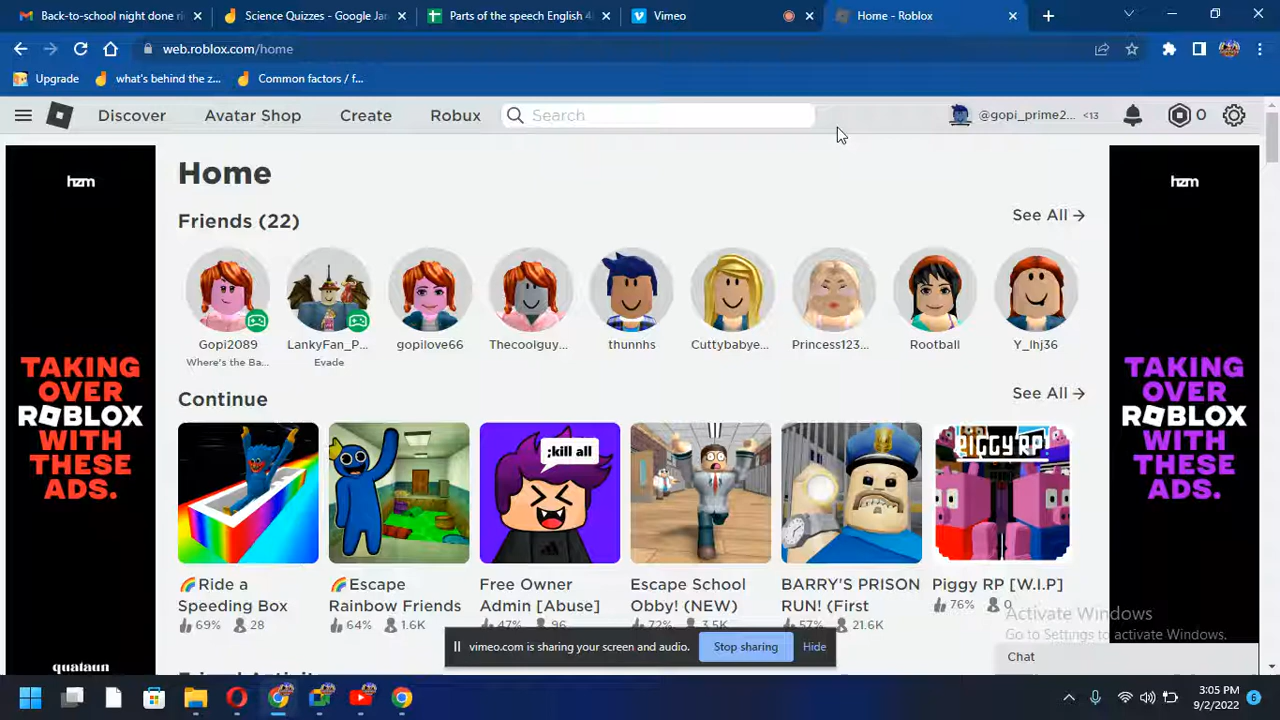 Back-to-school night done ri
Science Quizzes - Google Jan
Parts of the speech English 4
Vimeo
Home - Roblox
web.roblox.com/home
Upgrade
what's behind the z...
Common factors / f...
Discover
Avatar Shop
Create
Robux
Search
@gopi_prime2... <13
0
hzm
TAKING
OVER
ROBLOX
WITH
THESE
ADS.
quataun
Home
Friends (22)
See All →
Gopi2089
Where's the Ba...
LankyFan_P...
Evade
gopilove66
Thecoolguy...
thunnhs
Cuttybabye...
Princess123...
Rootball
Y_lhj36
Continue
See All →
;kill all
PIGGY RP!
🌈Ride a
Speeding Box
69% 28
🌈Escape
Rainbow Friends
64% 1.6K
Free Owner
Admin [Abuse]
47% 96
Escape School
Obby! (NEW)
72% 3.5K
BARRY'S PRISON
RUN! (First
57% 21.6K
Piggy RP [W.I.P]
76% 0
hzm
TAKING
OVER
ROBLOX
WITH
THESE
ADS.
Activate Windows
Go to Settings to activate Windows.
Chat
vimeo.com is sharing your screen and audio.
Stop sharing
Hide
3:05 PM
9/2/2022
6